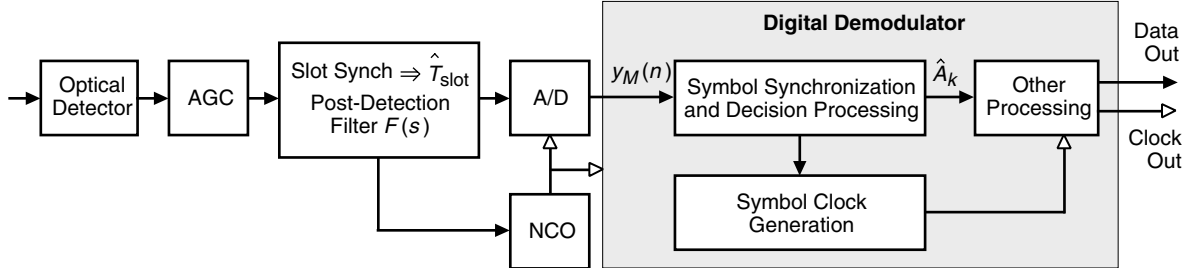 Digital Demodulator
Optical
Detector
AGC
Slot Synch ⇒ T̂slot
Post-Detection
Filter F(s)
A/D
NCO
yM(n)
Symbol Synchronization
and Decision Processing
Âk
Symbol Clock
Generation
Other
Processing
Data
Out
Clock
Out